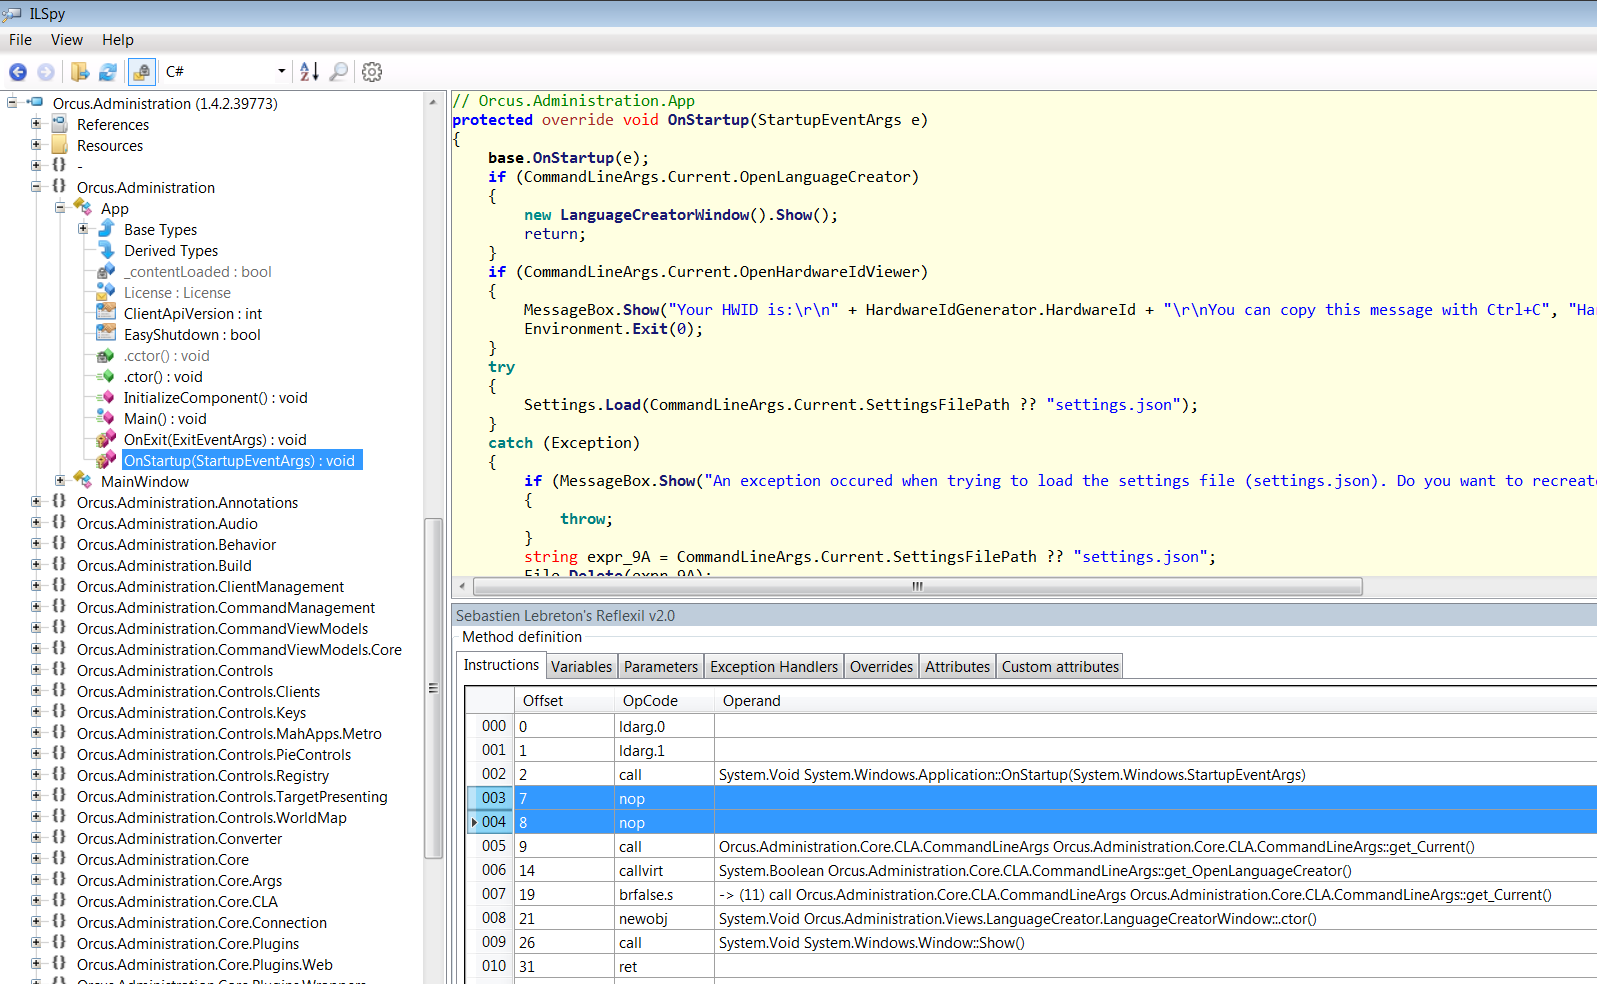 ILSpy
File View Help
C#
Orcus.Administration (1.4.2.39773)
References
Resources
-
Orcus.Administration
App
Base Types
Derived Types
_contentLoaded : bool
License : License
ClientApiVersion : int
EasyShutdown : bool
.cctor() : void
.ctor() : void
InitializeComponent() : void
Main() : void
OnExit(ExitEventArgs) : void
OnStartup(StartupEventArgs) : void
MainWindow
Orcus.Administration.Annotations
Orcus.Administration.Audio
Orcus.Administration.Behavior
Orcus.Administration.Build
Orcus.Administration.ClientManagement
Orcus.Administration.CommandManagement
Orcus.Administration.CommandViewModels
Orcus.Administration.CommandViewModels.Core
Orcus.Administration.Controls
Orcus.Administration.Controls.Clients
Orcus.Administration.Controls.Keys
Orcus.Administration.Controls.MahApps.Metro
Orcus.Administration.Controls.PieControls
Orcus.Administration.Controls.Registry
Orcus.Administration.Controls.TargetPresenting
Orcus.Administration.Controls.WorldMap
Orcus.Administration.Converter
Orcus.Administration.Core
Orcus.Administration.Core.Args
Orcus.Administration.Core.CLA
Orcus.Administration.Core.Connection
Orcus.Administration.Core.Plugins
Orcus.Administration.Core.Plugins.Web
Orcus.Administration.Core.Plugins.Wrappers
// Orcus.Administration.App
protected override void OnStartup(StartupEventArgs e)
{
base.OnStartup(e);
if (CommandLineArgs.Current.OpenLanguageCreator)
{
new LanguageCreatorWindow().Show();
return;
}
if (CommandLineArgs.Current.OpenHardwareIdViewer)
{
MessageBox.Show("Your HWID is:\r\n" + HardwareIdGenerator.HardwareId + "\r\nYou can copy this message with Ctrl+C", "Ha
Environment.Exit(0);
}
try
{
Settings.Load(CommandLineArgs.Current.SettingsFilePath ?? "settings.json");
}
catch (Exception)
{
if (MessageBox.Show("An exception occured when trying to load the settings file (settings.json). Do you want to recreat
{
throw;
}
string expr_9A = CommandLineArgs.Current.SettingsFilePath ?? "settings.json";
File.Delete(expr_9A);
Sebastien Lebreton's Reflexil v2.0
Method definition
Instructions Variables Parameters Exception Handlers Overrides Attributes Custom attributes
Offset OpCode Operand
000 0 ldarg.0
001 1 ldarg.1
002 2 call System.Void System.Windows.Application::OnStartup(System.Windows.StartupEventArgs)
003 7 nop
004 8 nop
005 9 call Orcus.Administration.Core.CLA.CommandLineArgs Orcus.Administration.Core.CLA.CommandLineArgs::get_Current()
006 14 callvirt System.Boolean Orcus.Administration.Core.CLA.CommandLineArgs::get_OpenLanguageCreator()
007 19 brfalse.s -> (11) call Orcus.Administration.Core.CLA.CommandLineArgs Orcus.Administration.Core.CLA.CommandLineArgs::get_Current()
008 21 newobj System.Void Orcus.Administration.Views.LanguageCreator.LanguageCreatorWindow::.ctor()
009 26 call System.Void System.Windows.Window::Show()
010 31 ret